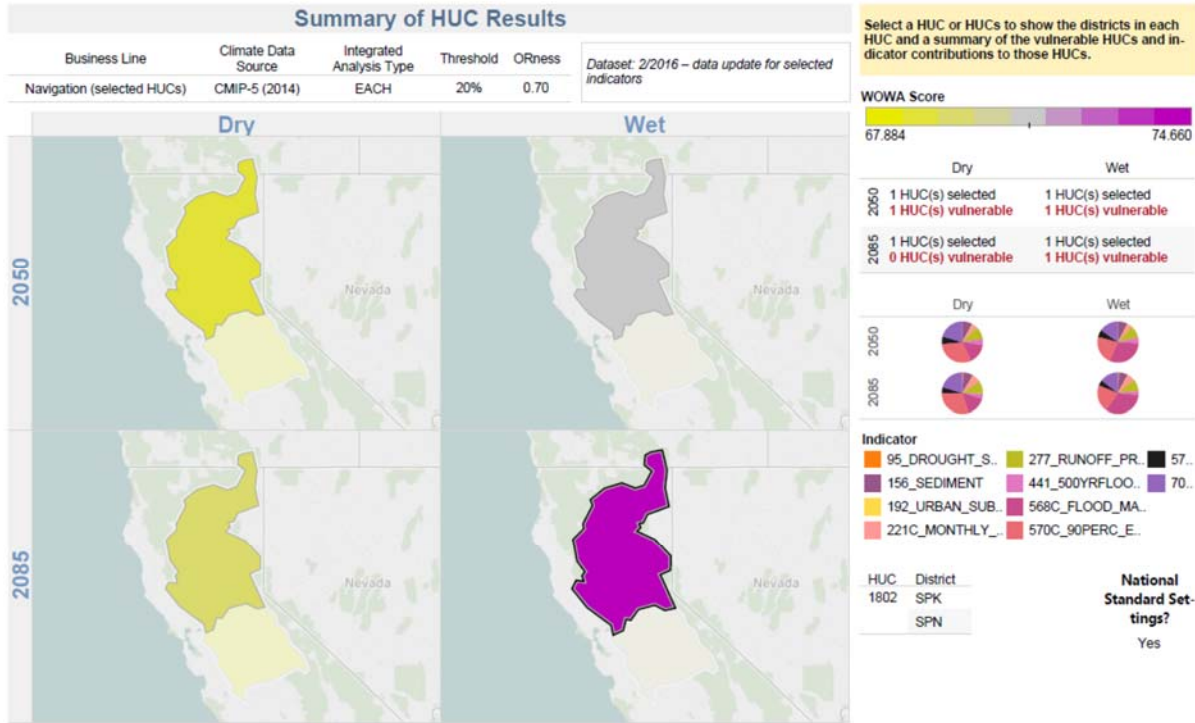 Summary of HUC Results
Business Line
Climate Data
Source
Integrated
Analysis Type
Threshold
ORness
Navigation (selected HUCs)
CMIP-5 (2014)
EACH
20%
0.70
Dataset: 2/2016 – data update for selected
indicators
Dry
Wet
2050
Nevada
Nevada
2085
Nevada
Nevada
Select a HUC or HUCs to show the districts in each
HUC and a summary of the vulnerable HUCs and in-
dicator contributions to those HUCs.
WOWA Score
67.884
74.660
Dry
Wet
2050
1 HUC(s) selected
1 HUC(s) vulnerable
1 HUC(s) selected
1 HUC(s) vulnerable
2085
1 HUC(s) selected
0 HUC(s) vulnerable
1 HUC(s) selected
1 HUC(s) vulnerable
Dry
Wet
2050
2085
Indicator
95_DROUGHT_S..
277_RUNOFF_PR..
57..
156_SEDIMENT
441_500YRFLOO..
70..
192_URBAN_SUB..
568C_FLOOD_MA..
221C_MONTHLY_..
570C_90PERC_E..
HUC
District
1802
SPK
SPN
National
Standard Set-
tings?
Yes